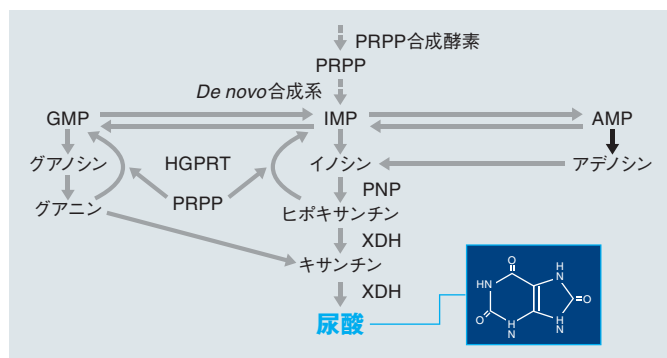 PRPP合成酵素
PRPP
De novo合成系
GMP
IMP
AMP
グアノシン
HGPRT
イノシン
アデノシン
PNP
グアニン
PRPP
ヒポキサンチン
XDH
キサンチン
XDH
尿酸
O
H
N
HN
O
O
N
H
N
H
N